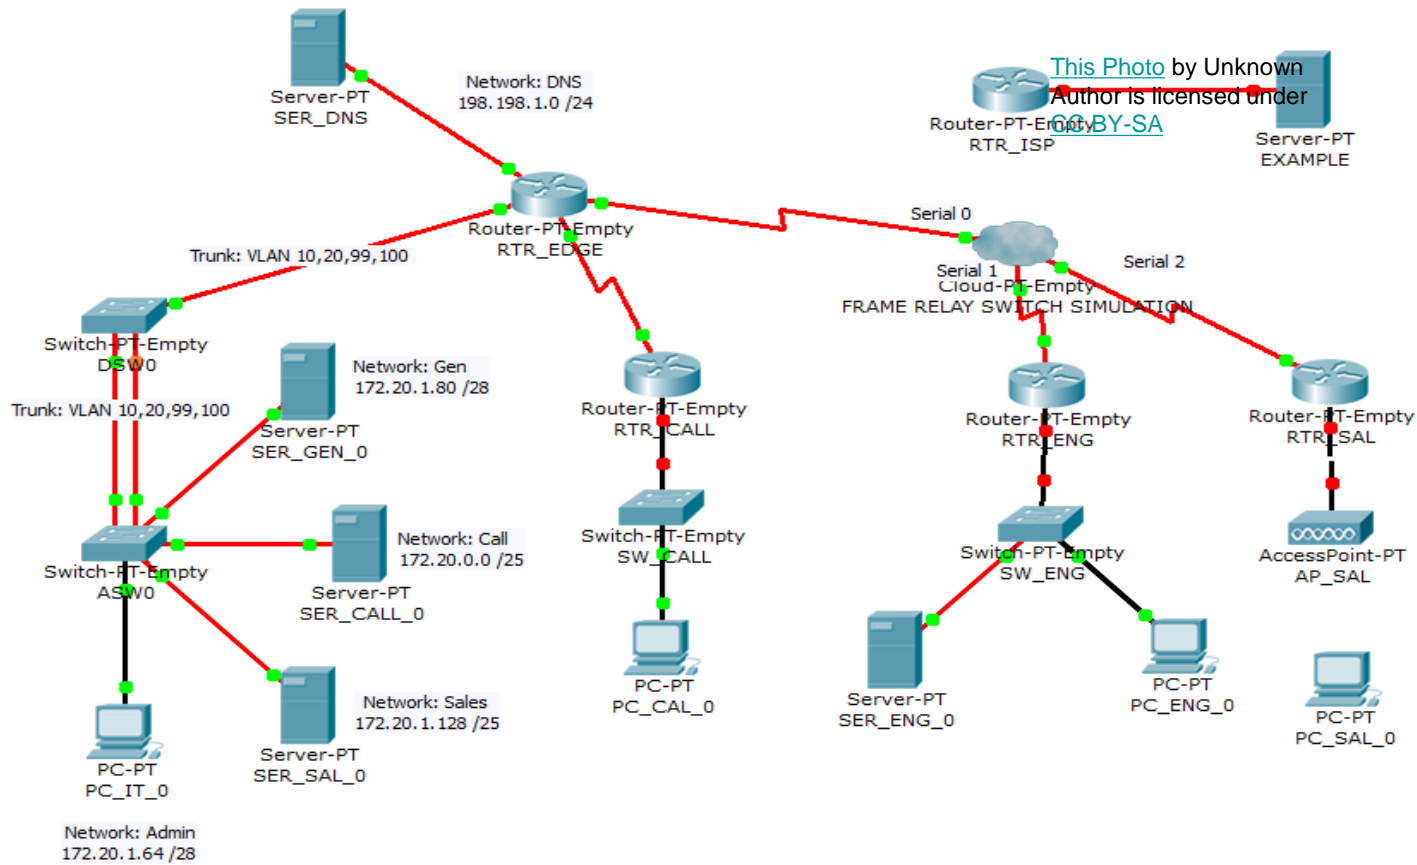 Server-PT
SER_DNS
Network: DNS
198.198.1.0 /24
This Photo by Unknown
Author is licensed under
CC BY-SA
Router-PT-Empty
RTR_ISP
Server-PT
EXAMPLE
Router-PT-Empty
RTR_EDGE
Serial 0
Serial 1
Serial 2
Cloud-PT-Empty
FRAME RELAY SWITCH SIMULATION
Trunk: VLAN 10,20,99,100
Switch-PT-Empty
DSW0
Trunk: VLAN 10,20,99,100
Network: Gen
172.20.1.80 /28
Server-PT
SER_GEN_0
Router-PT-Empty
RTR_CALL
Router-PT-Empty
RTR_ENG
Router-PT-Empty
RTR_SAL
Switch-PT-Empty
ASW0
Network: Call
172.20.0.0 /25
Server-PT
SER_CALL_0
Switch-PT-Empty
SW_CALL
Switch-PT-Empty
SW_ENG
AccessPoint-PT
AP_SAL
Network: Sales
172.20.1.128 /25
Server-PT
SER_SAL_0
PC-PT
PC_CAL_0
Server-PT
SER_ENG_0
PC-PT
PC_ENG_0
PC-PT
PC_SAL_0
PC-PT
PC_IT_0
Network: Admin
172.20.1.64 /28